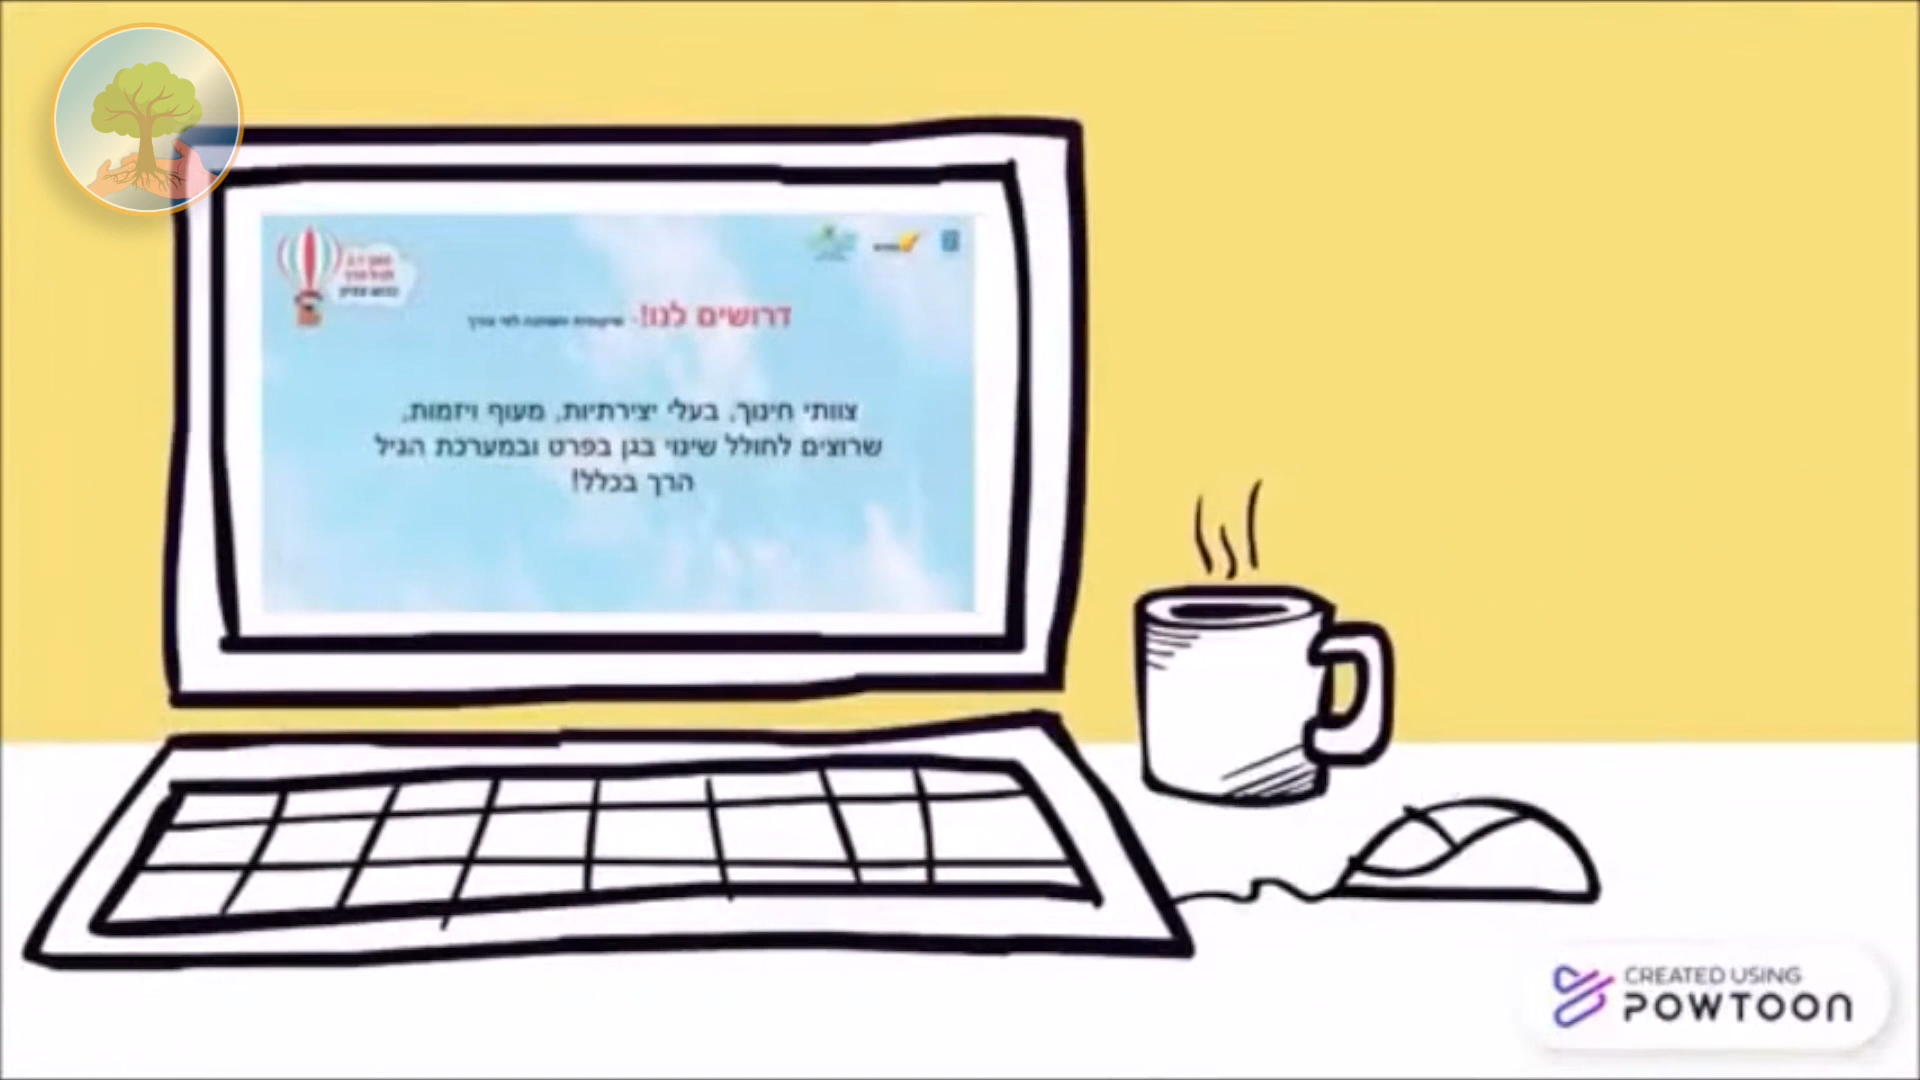 דרושים לנו!-
צוותי חינוך, בעלי יצירתיות, מעוף ויזמות,
שרוצים לחולל שינוי בגן בפרט ובמערכת הגיל
הרך בכלל!
CREATED USING
POWTOON